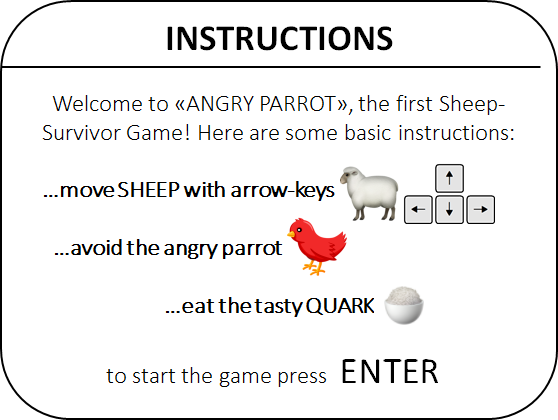 INSTRUCTIONS
Welcome to «ANGRY PARROT», the first Sheep-
Survivor Game! Here are some basic instructions:
...move SHEEP with arrow-keys
↑
← ↓ →
...avoid the angry parrot
...eat the tasty QUARK
to start the game press ENTER